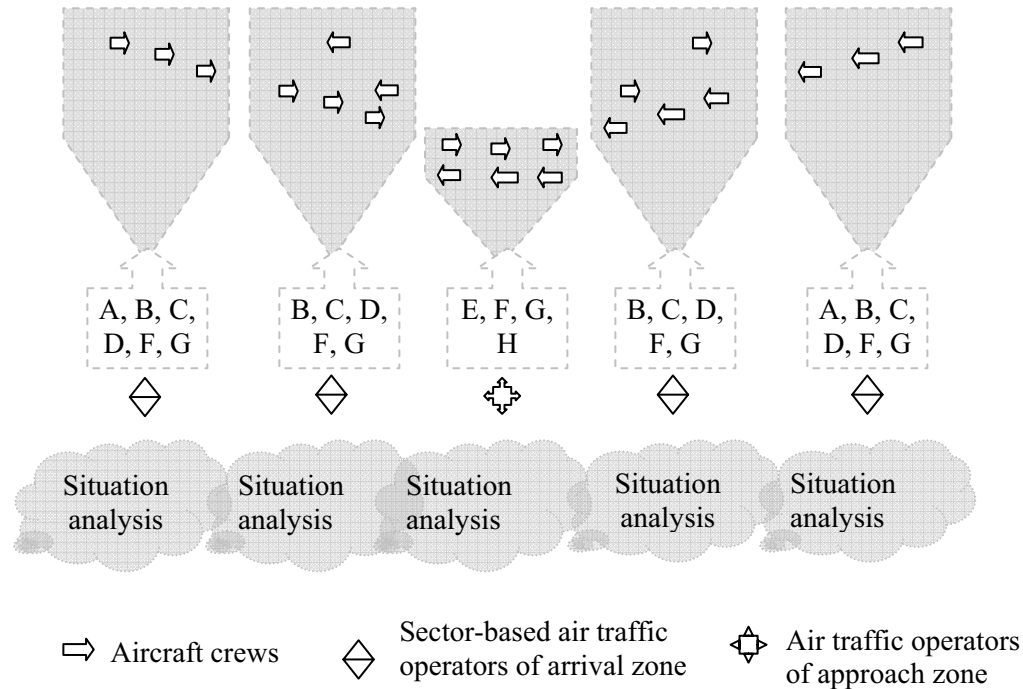 A, B, C,
D, F, G
B, C, D,
F, G
E, F, G,
H
B, C, D,
F, G
A, B, C,
D, F, G
Situation
analysis
Situation
analysis
Situation
analysis
Situation
analysis
Situation
analysis
Aircraft crews
Sector-based air traffic
operators of arrival zone
Air traffic operators
of approach zone